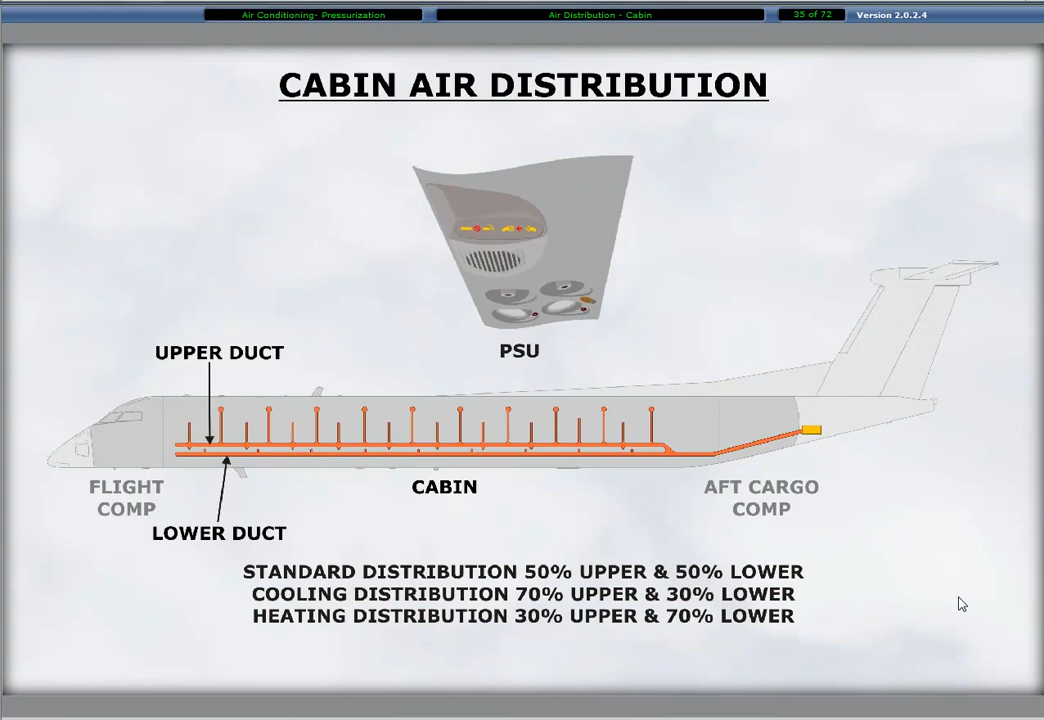 Air Conditioning- Pressurization
Air Distribution - Cabin
35 of 72
Version 2.0.2.4
CABIN AIR DISTRIBUTION
PSU
UPPER DUCT
FLIGHT
COMP
CABIN
AFT CARGO
COMP
LOWER DUCT
STANDARD DISTRIBUTION 50% UPPER & 50% LOWER
COOLING DISTRIBUTION 70% UPPER & 30% LOWER
HEATING DISTRIBUTION 30% UPPER & 70% LOWER